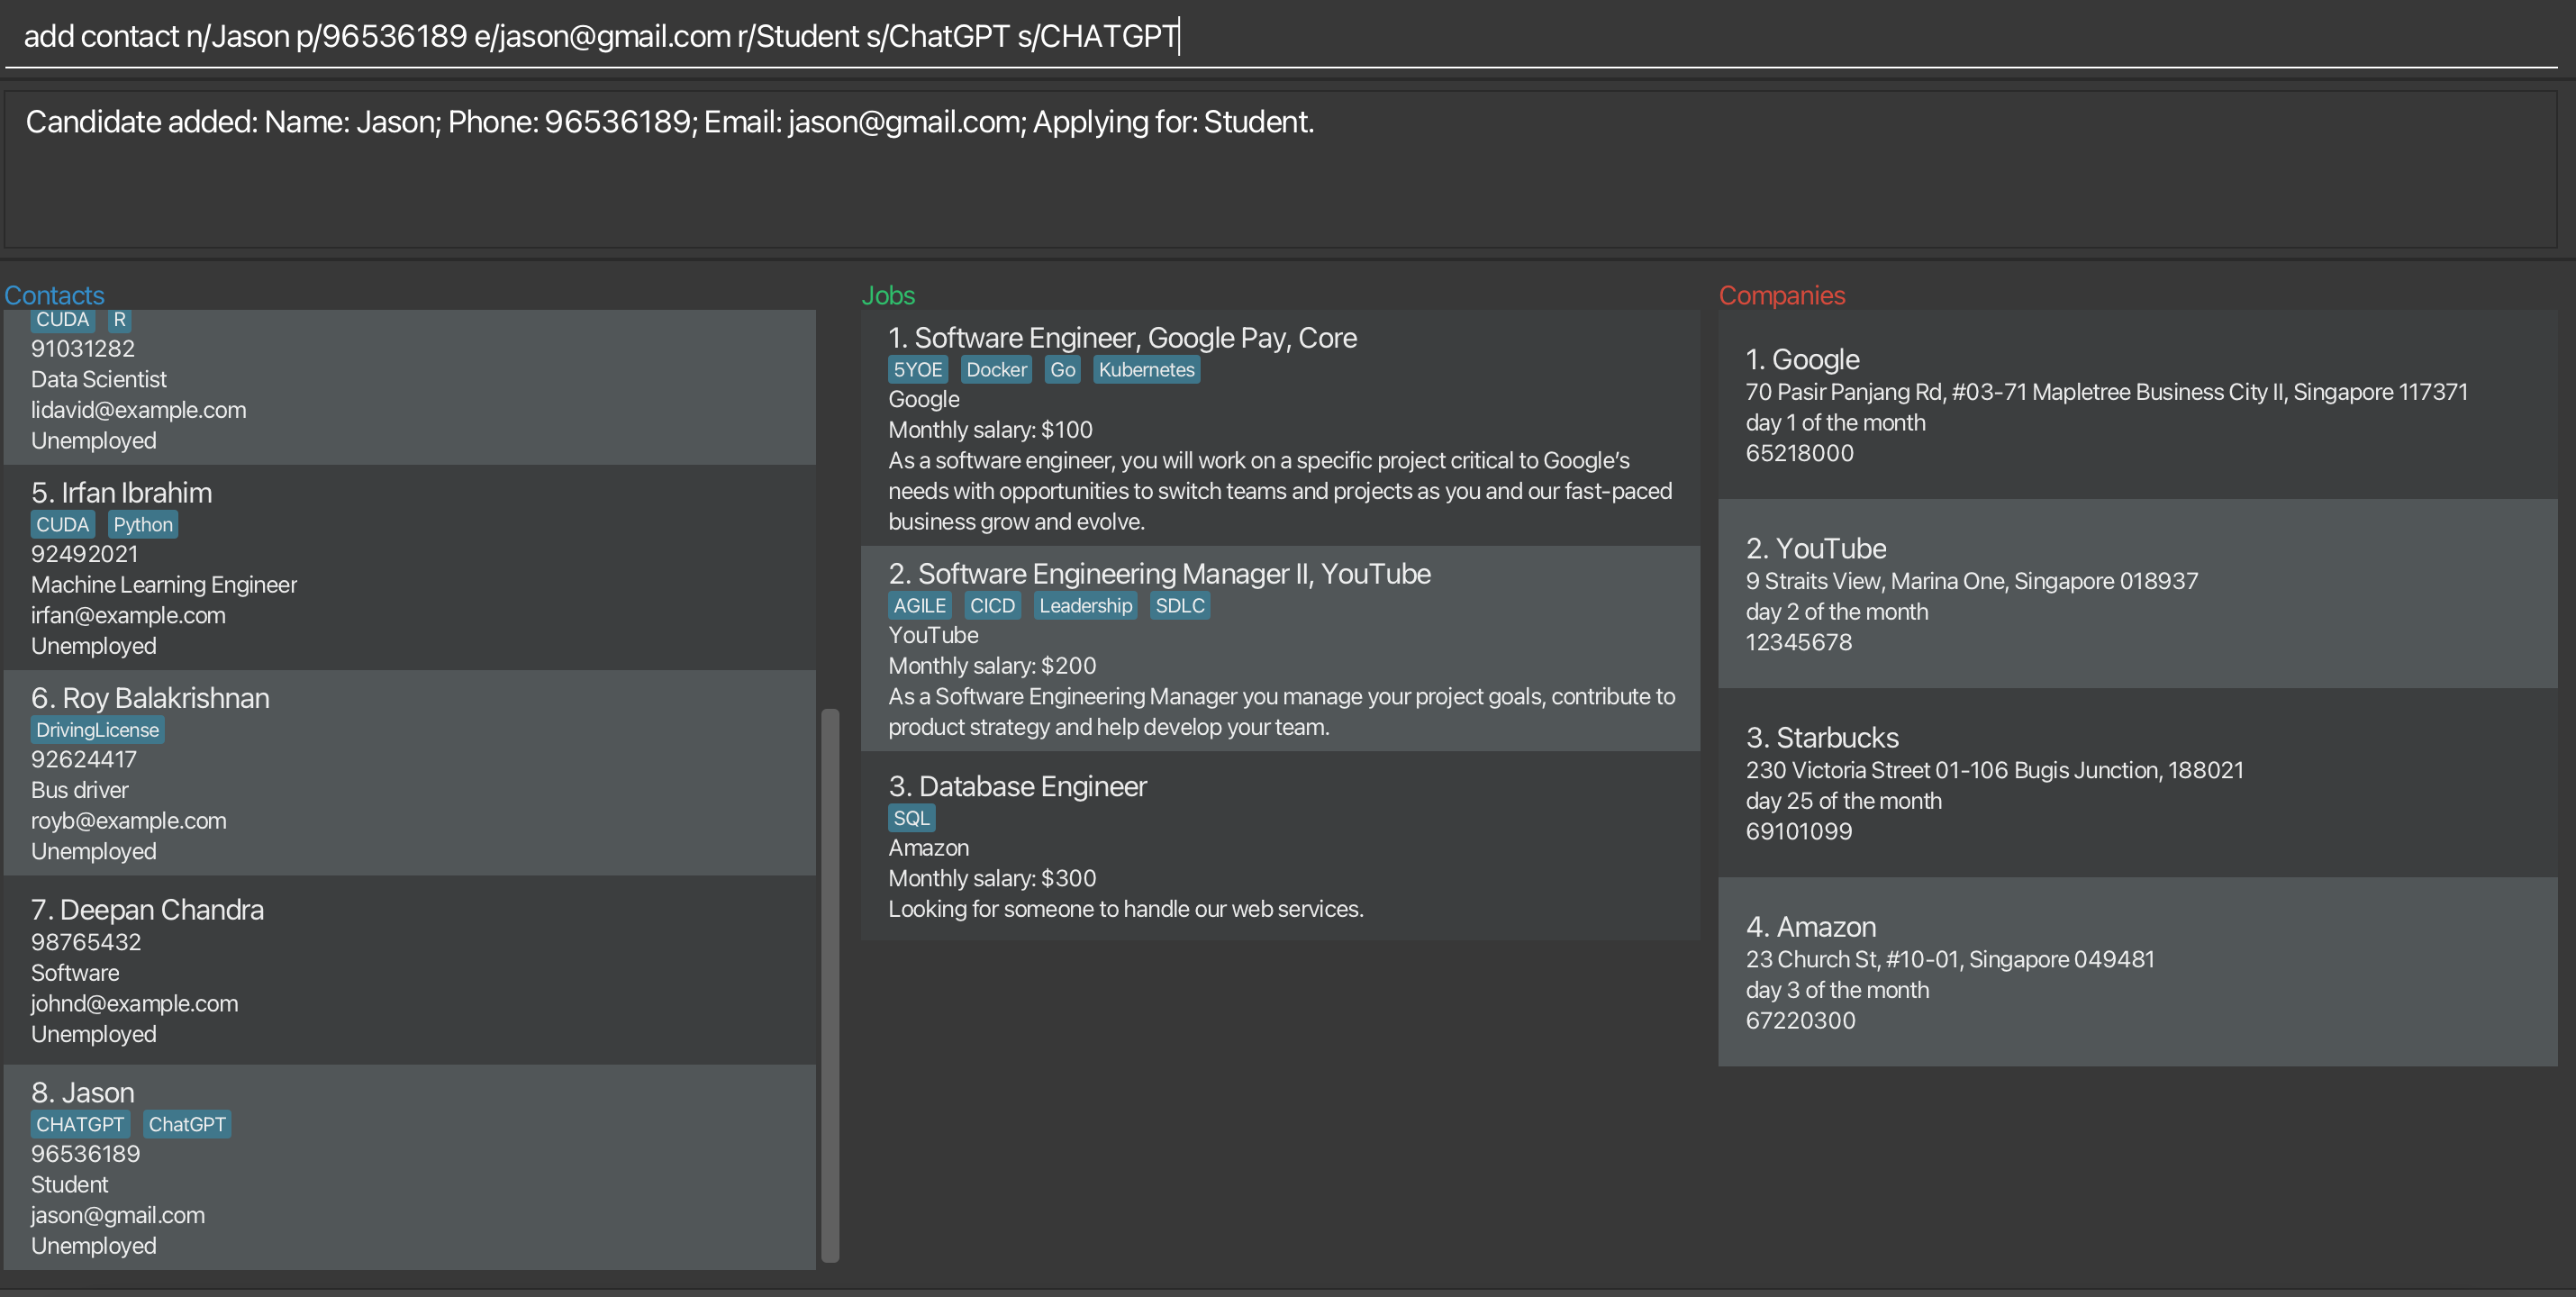 add contact n/Jason p/96536189 e/jason@gmail.com r/Student s/ChatGPT s/CHATGPT
Candidate added: Name: Jason; Phone: 96536189; Email: jason@gmail.com; Applying for: Student.
Contacts
CUDA R
91031282
Data Scientist
lidavid@example.com
Unemployed
5. Irfan Ibrahim
CUDA Python
92492021
Machine Learning Engineer
irfan@example.com
Unemployed
6. Roy Balakrishnan
DrivingLicense
92624417
Bus driver
royb@example.com
Unemployed
7. Deepan Chandra
98765432
Software
johnd@example.com
Unemployed
8. Jason
CHATGPT ChatGPT
96536189
Student
jason@gmail.com
Unemployed
Jobs
1. Software Engineer, Google Pay, Core
5YOE Docker Go Kubernetes
Google
Monthly salary: $100
As a software engineer, you will work on a specific project critical to Google’s
needs with opportunities to switch teams and projects as you and our fast-paced
business grow and evolve.
2. Software Engineering Manager II, YouTube
AGILE CICD Leadership SDLC
YouTube
Monthly salary: $200
As a Software Engineering Manager you manage your project goals, contribute to
product strategy and help develop your team.
3. Database Engineer
SQL
Amazon
Monthly salary: $300
Looking for someone to handle our web services.
Companies
1. Google
70 Pasir Panjang Rd, #03-71 Mapletree Business City II, Singapore 117371
day 1 of the month
65218000
2. YouTube
9 Straits View, Marina One, Singapore 018937
day 2 of the month
12345678
3. Starbucks
230 Victoria Street 01-106 Bugis Junction, 188021
day 25 of the month
69101099
4. Amazon
23 Church St, #10-01, Singapore 049481
day 3 of the month
67220300